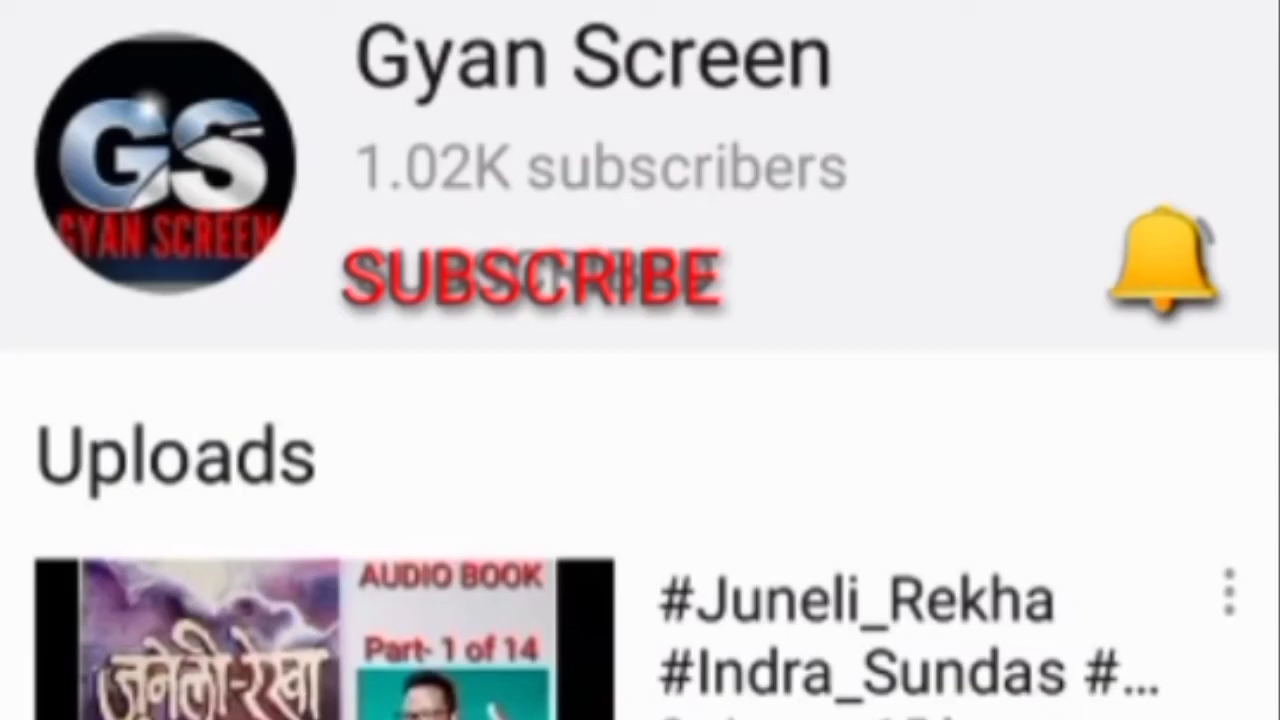 Gyan Screen
1.02K subscribers
GS
GYAN SCREEN
SUBSCRIBE
Uploads
AUDIO BOOK
Part- 1 of 14
जुनेली रेखा
#Juneli_Rekha
#Indra_Sundas #...